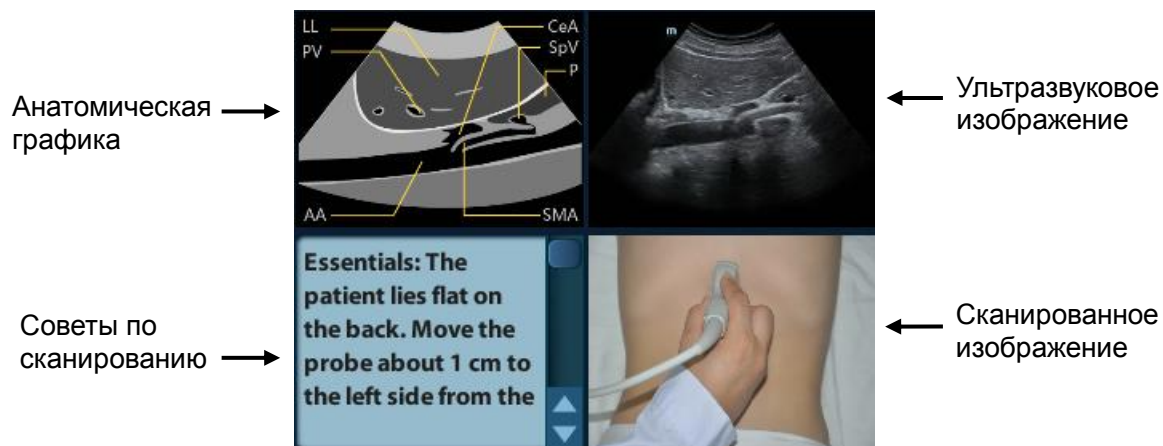 LL
PV
CeA
SpV
P
m
Анатомическая
графика
Ультразвуковое
изображение
AA
SMA
Essentials: The
patient lies flat on
the back. Move the
probe about 1 cm to
the left side from the
Советы по
сканированию
Сканированное
изображение